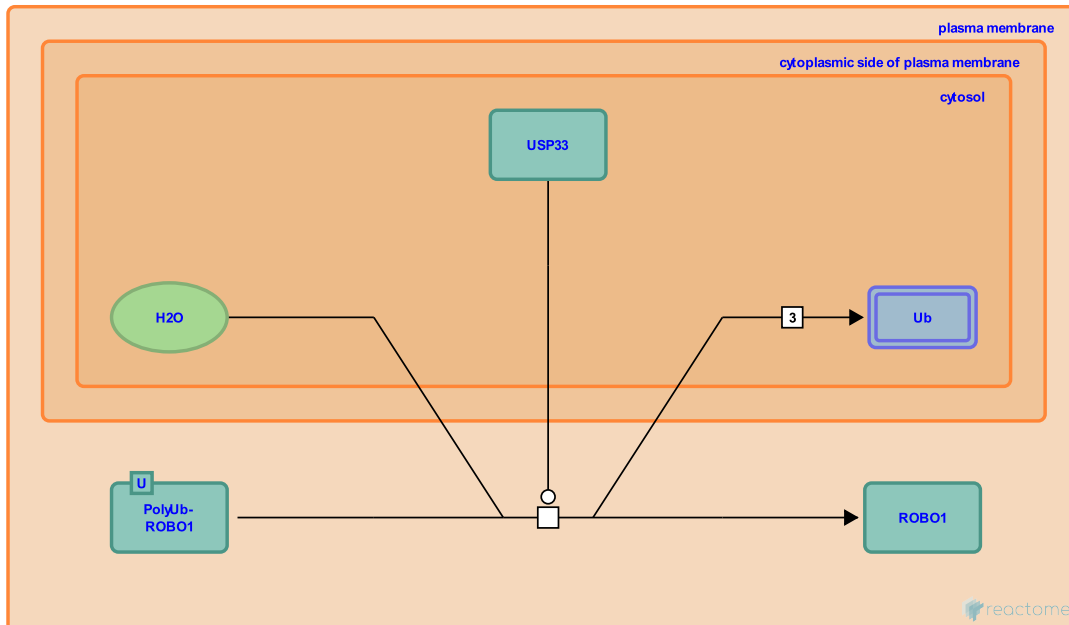 plasma membrane
cytoplasmic side of plasma membrane
cytosol
USP33
H2O
3
Ub
U
PolyUb-
ROBO1
ROBO1
reactome